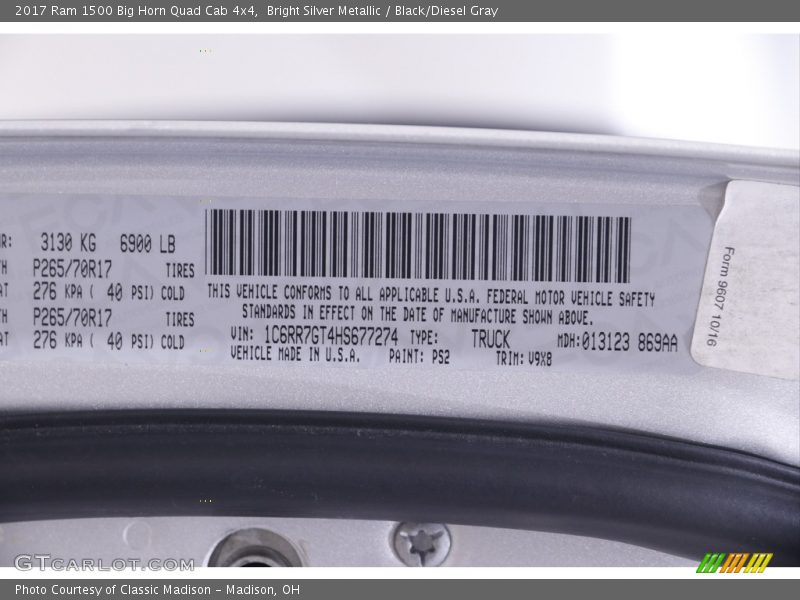 2017 Ram 1500 Big Horn Quad Cab 4x4, Bright Silver Metallic / Black/Diesel Gray
R: 3130 KG 6900 LB
TH P265/70R17 TIRES
AT 276 KPA ( 40 PSI) COLD
TH P265/70R17 TIRES
AT 276 KPA ( 40 PSI) COLD
THIS VEHICLE CONFORMS TO ALL APPLICABLE U.S.A. FEDERAL MOTOR VEHICLE SAFETY
STANDARDS IN EFFECT ON THE DATE OF MANUFACTURE SHOWN ABOVE.
VIN: 1C6RR7GT4HS677274 TYPE: TRUCK MDH:013123 869AA
VEHICLE MADE IN U.S.A. PAINT: PS2 TRIM: V9X8
Form 9607 10/16
GTCARLOT.COM
Photo Courtesy of Classic Madison - Madison, OH